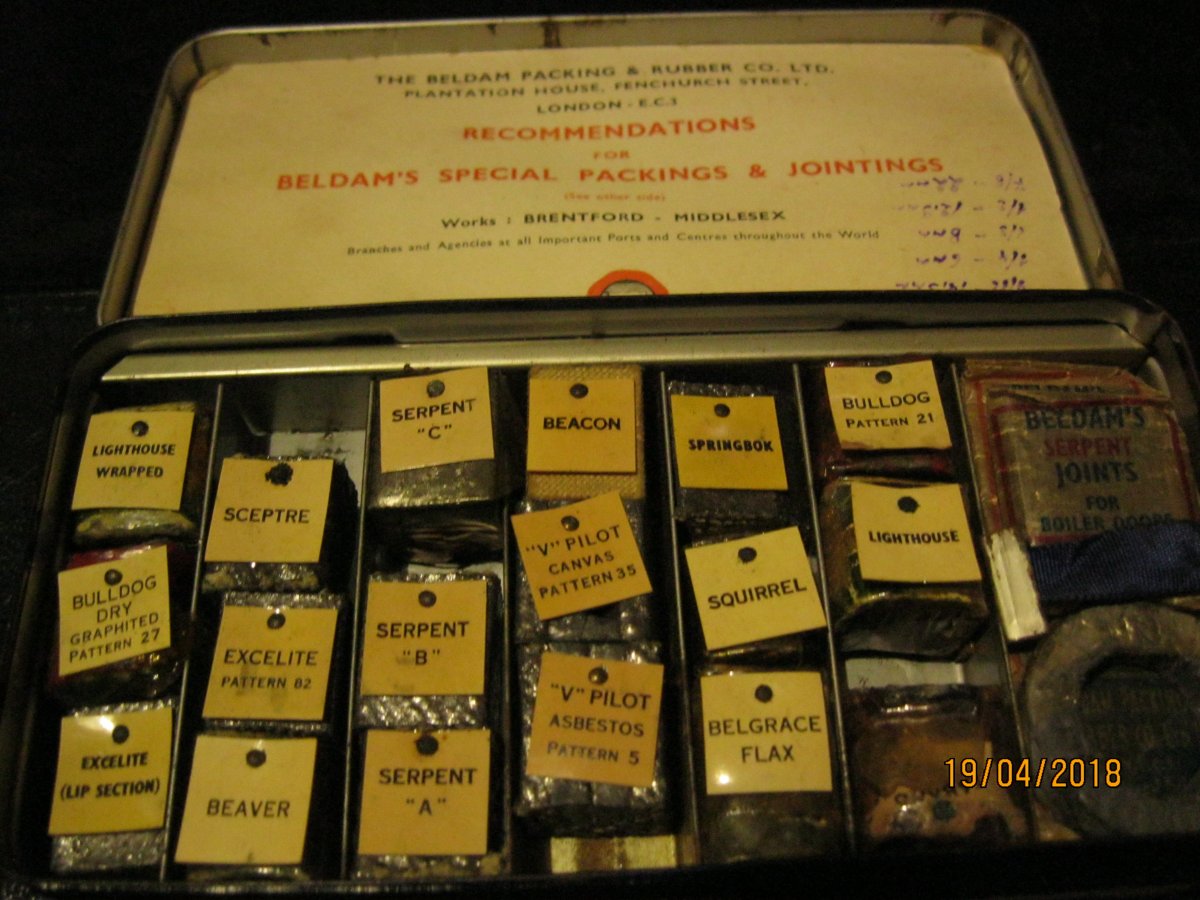 THE BELDAM PACKING & RUBBER CO. LTD.
PLANTATION HOUSE, FENCHURCH STREET,
LONDON - E.C.3
RECOMMENDATIONS
FOR
BELDAM'S SPECIAL PACKINGS & JOINTINGS
(See other side)
Works : BRENTFORD - MIDDLESEX
Branches and Agencies at all Important Ports and Centres throughout the World
LIGHTHOUSE
WRAPPED
BULLDOG
DRY
GRAPHITED
PATTERN 27
EXCELITE
(LIP SECTION)
SCEPTRE
EXCELITE
PATTERN 82
BEAVER
SERPENT
"C"
SERPENT
"B"
SERPENT
"A"
BEACON
"V" PILOT
CANVAS
PATTERN 35
"V" PILOT
ASBESTOS
PATTERN 5
SPRINGBOK
SQUIRREL
BELGRACE
FLAX
BULLDOG
PATTERN 21
LIGHTHOUSE
BELDAM'S
SERPENT
JOINTS
FOR
BOILER DOORS
19/04/2018